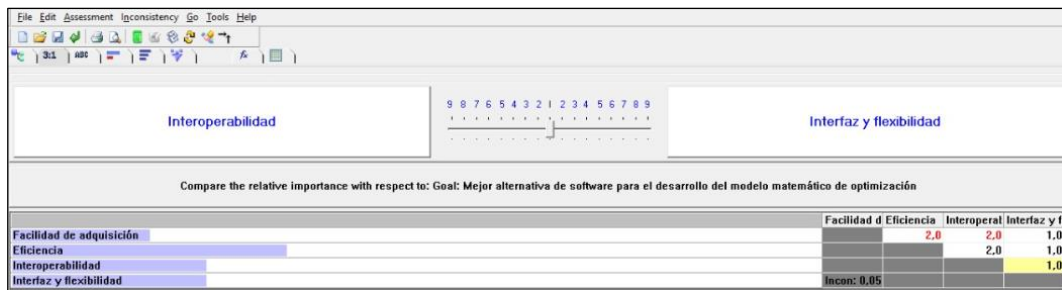 File Edit Assessment Inconsistency Go Tools Help
3:1 ABC
Interoperabilidad
9 8 7 6 5 4 3 2 1 2 3 4 5 6 7 8 9
Interfaz y flexibilidad
Compare the relative importance with respect to: Goal: Mejor alternativa de software para el desarrollo del modelo matemático de optimización
Facilidad d Eficiencia Interoperal Interfaz y f
Facilidad de adquisición 2,0 2,0 1,0
Eficiencia 2,0 1,0
Interoperabilidad 1,0
Interfaz y flexibilidad Incon: 0,05